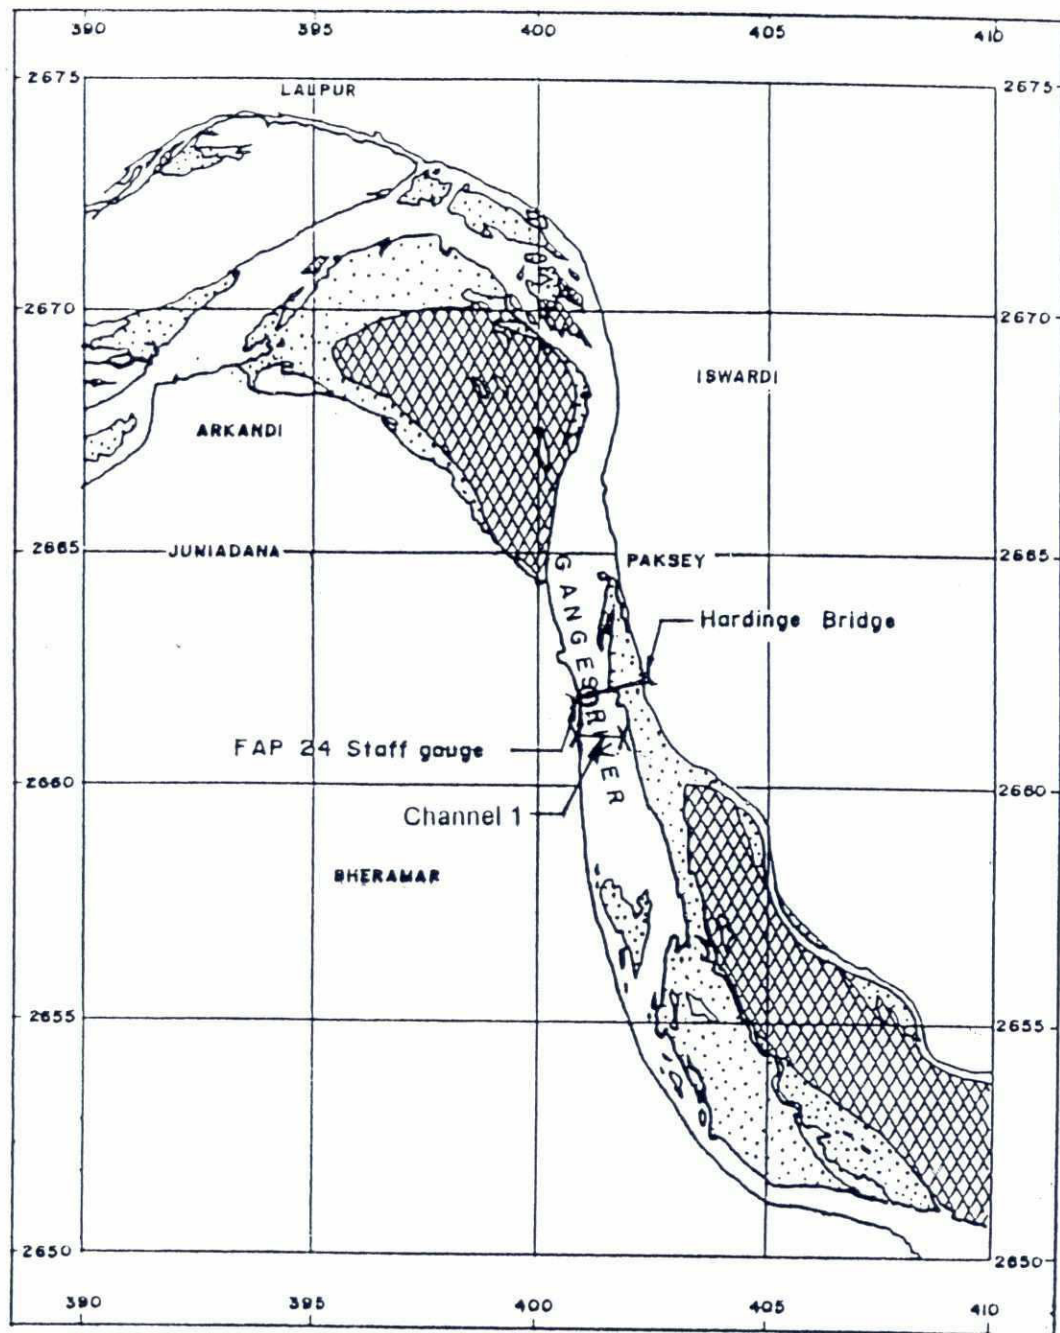 390 395 400 405 410
2675 2675
LALPUR
2670 2670
ISWARDI
ARKANDI
2665 JUNIADANA PAKSEY 2665
Hardinge Bridge
GANGES RIVER
FAP 24 Staff gauge
2660 2660
Channel 1
BHERAMAR
2655 2655
2650 2650
390 395 400 405 410